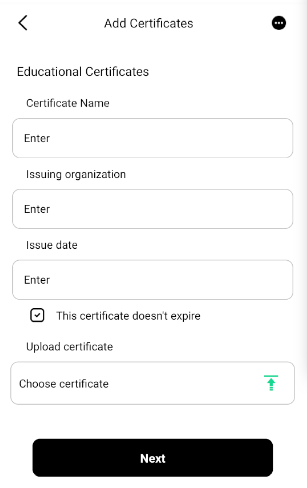 Add Certificates
Educational Certificates
Certificate Name
Enter
Issuing organization
Enter
Issue date
Enter
This certificate doesn't expire
Upload certificate
Choose certificate
Next